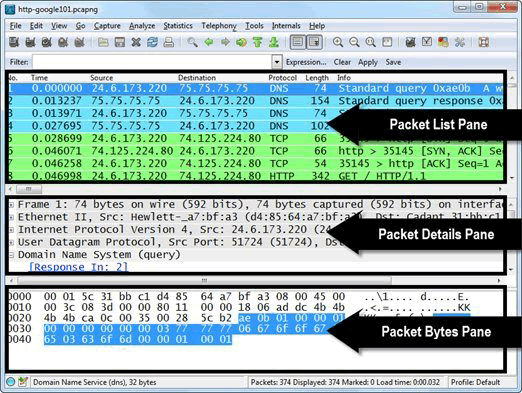 http-google101.pcapng
File Edit View Go Capture Analyze Statistics Telephony Tools Internals Help
Filter: Expression... Clear Apply Save
No. Time Source Destination Protocol Length Info
1 0.000000 24.6.173.220 75.75.75.75 DNS 74 Standard query 0xae0b A w
2 0.013237 75.75.75.75 24.6.173.220 DNS 154 Standard query response 0x
3 0.013971 24.6.173.220 75.75.75.75 DNS 74
4 0.027695 75.75.75.75 24.6.173.220 DNS 102
5 0.028699 24.6.173.220 74.125.224.80 TCP 66
6 0.046071 74.125.224.80 24.6.173.220 TCP 66 http > 35145 [SYN, ACK] Se
7 0.046258 24.6.173.220 74.125.224.80 TCP 54 35145 > http [ACK] Seq=1 A
8 0.046998 24.6.173.220 74.125.224.80 HTTP 342 GET / HTTP/1.1
Packet List Pane
Frame 1: 74 bytes on wire (592 bits), 74 bytes captured (592 bits) on interfac
Ethernet II, Src: Hewlett-_a7:bf:a3 (d4:85:64:a7:bf:a3), Dst: Cadant_31:bb:c1
Internet Protocol Version 4, Src: 24.6.173.220 (24
User Datagram Protocol, Src Port: 51724 (51724), Dst
Domain Name System (query)
[Response In: 2]
Packet Details Pane
0000 00 01 5c 31 bb c1 d4 85 64 a7 bf a3 08 00 45 00 ..\1.... d.....E.
0010 00 3c 08 3d 00 00 80 11 00 00 18 06 ad dc 4b 4b .<.=.... ......KK
0020 4b 4b ca 0c 00 35 00 28 5c b2 ae 0b 01 00 00 01
0030 00 00 00 00 00 00 03 77 77 77 06 67 6f 6f 67
0040 65 03 63 6f 6d 00 00 01 00 01
Packet Bytes Pane
Domain Name Service (dns), 32 bytes Packets: 374 Displayed: 374 Marked: 0 Load time: 0:00.032 Profile: Default